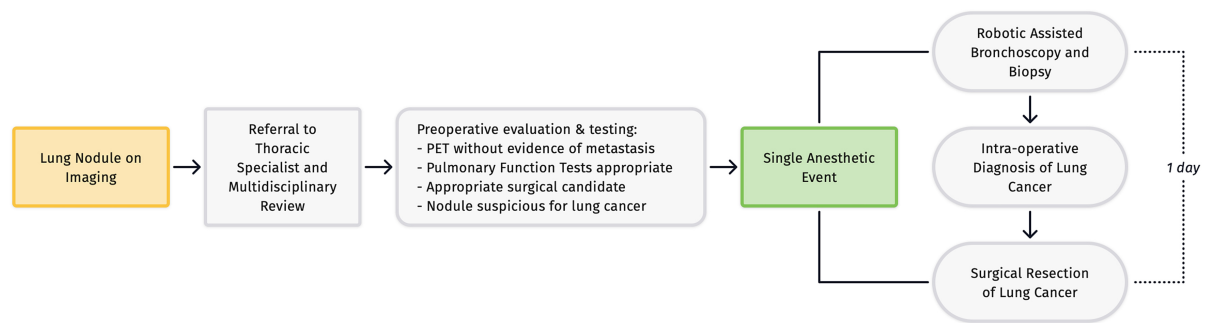 Lung Nodule on
Imaging
Referral to
Thoracic
Specialist and
Multidisciplinary
Review
Preoperative evaluation & testing:
- PET without evidence of metastasis
- Pulmonary Function Tests appropriate
- Appropriate surgical candidate
- Nodule suspicious for lung cancer
Single Anesthetic
Event
Robotic Assisted
Bronchoscopy and
Biopsy
Intra-operative
Diagnosis of Lung
Cancer
Surgical Resection
of Lung Cancer
1 day